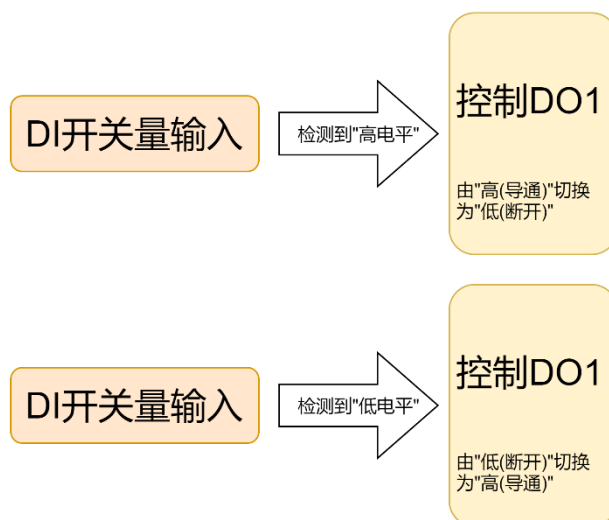 DI开关量输入
检测到"高电平"
控制DO1
由"高(导通)"切换
为"低(断开)"
DI开关量输入
检测到"低电平"
控制DO1
由"低(断开)"切换
为"高(导通)"